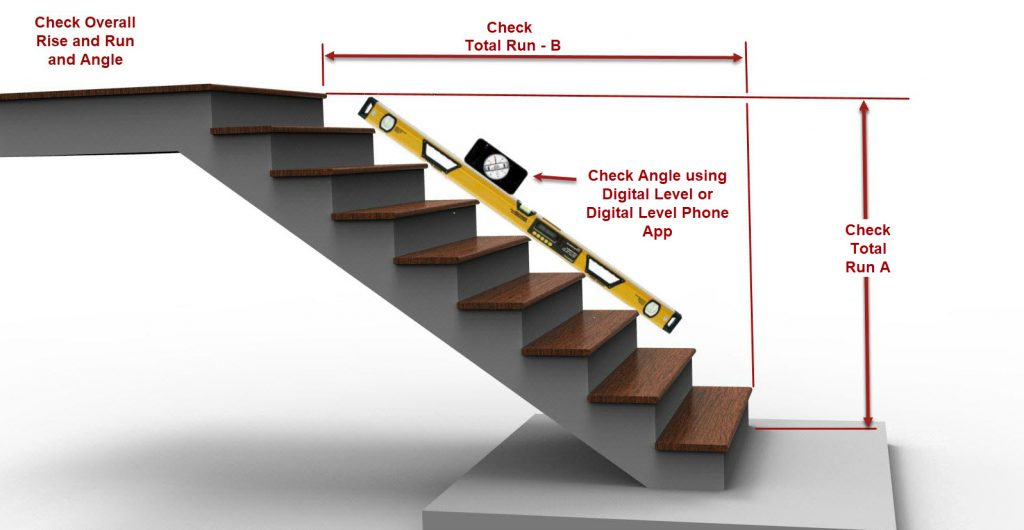 Check Overall
Rise and Run
and Angle
Check
Total Run - B
Check Angle using
Digital Level or
Digital Level Phone
App
Check
Total
Run A